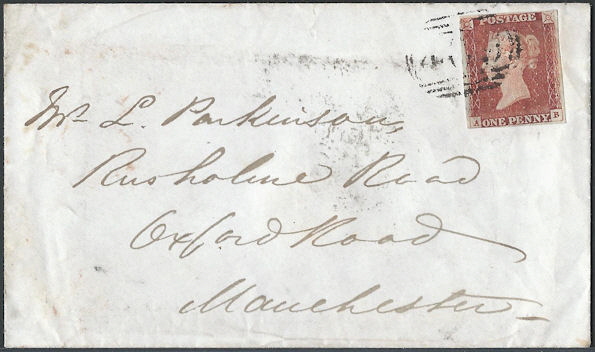 POSTAGE
ONE PENNY
A B
Mr. L. Parkinson,
Rusholme Road
Oxford Road
Manchester